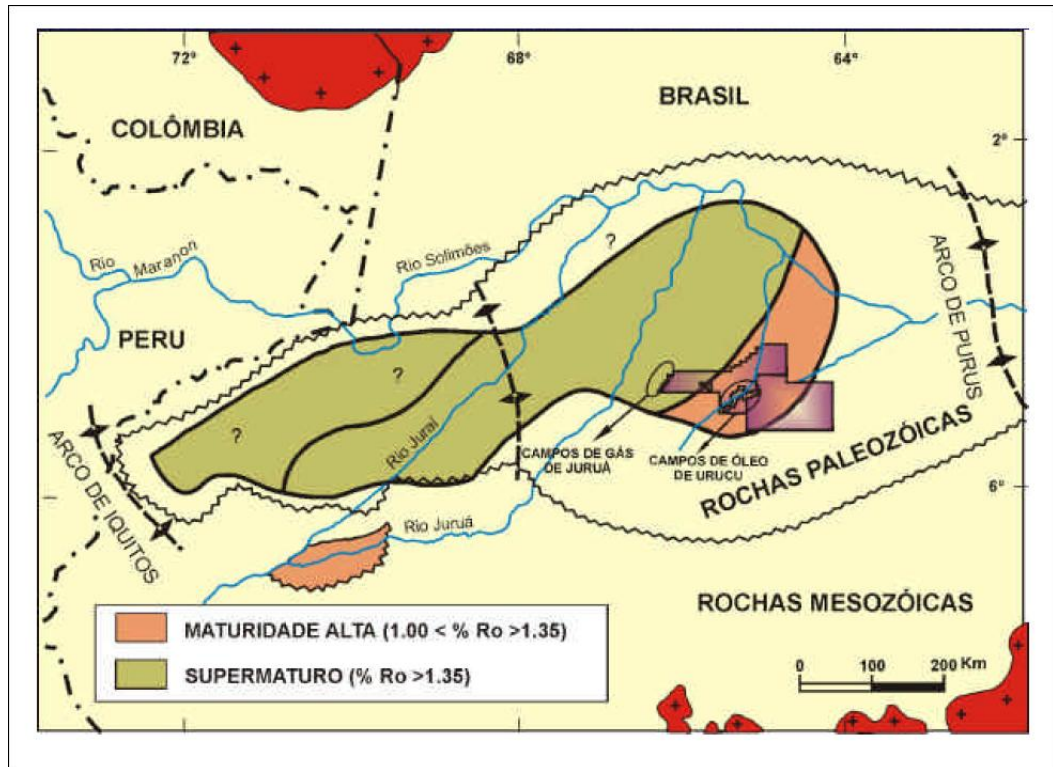 72°
68°
64°
BRASIL
COLÔMBIA
2°
Rio
Maranon
Rio Solimões
?
ARCO DE PURUS
PERU
?
?
Rio Juraí
CAMPOS DE GÁS
DE JURUÁ
CAMPOS DE ÓLEO
DE URUCU
ROCHAS PALEOZÓICAS
ARCO DE IQUITOS
6°
Rio Juruá
ROCHAS MESOZÓICAS
MATURIDADE ALTA (1.00 < % Ro >1.35)
SUPERMATURO (% Ro >1.35)
0 100 200 Km